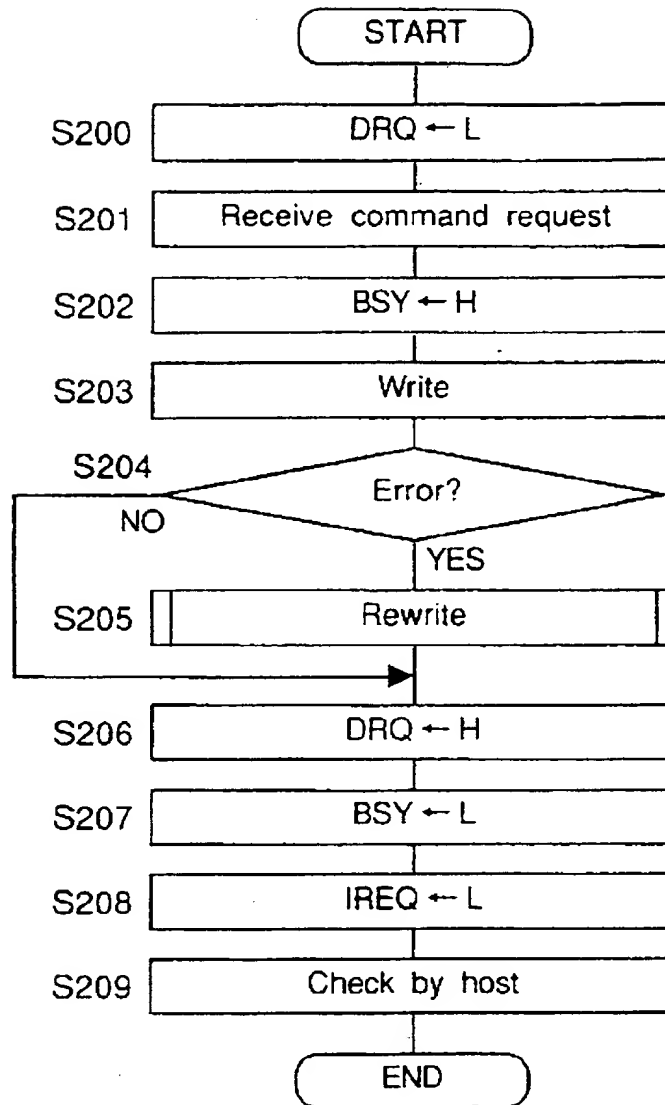 START
S200 DRQ ← L
S201 Receive command request
S202 BSY ← H
S203 Write
S204 Error?
NO
YES
S205 Rewrite
S206 DRQ ← H
S207 BSY ← L
S208 IREQ ← L
S209 Check by host
END